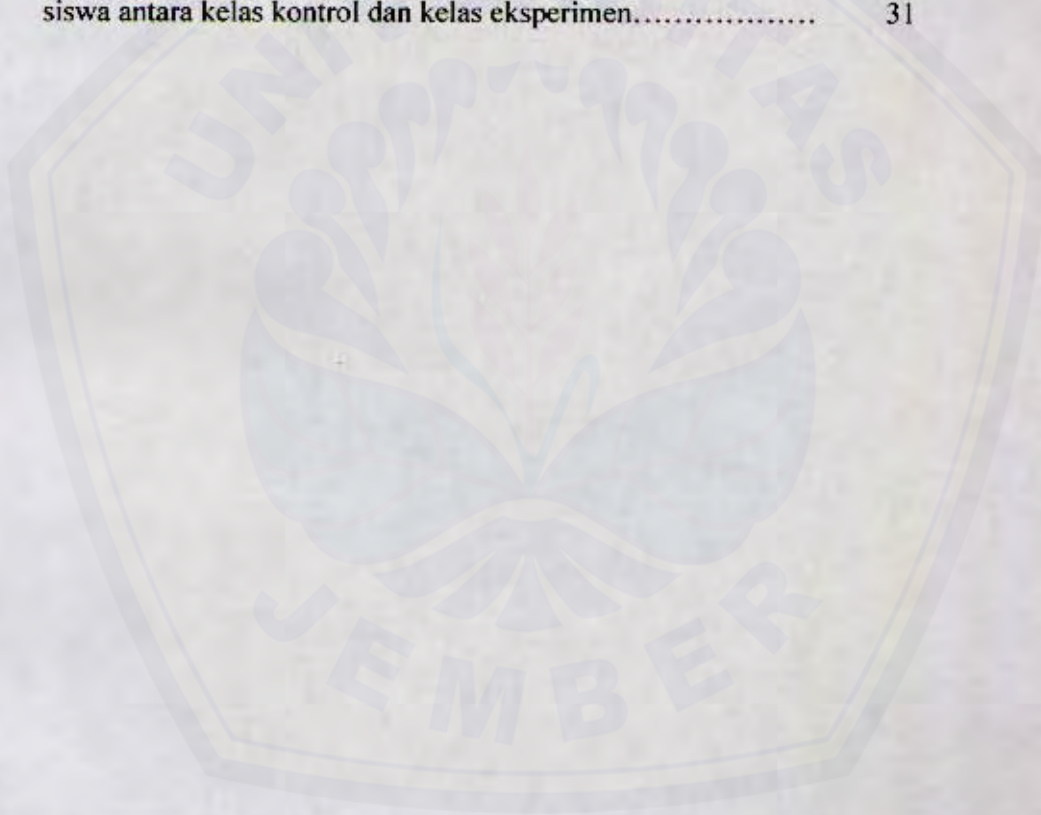 siswa antara kelas kontrol dan kelas eksperimen.................. 31
UNIVERSITAS
JEMBER